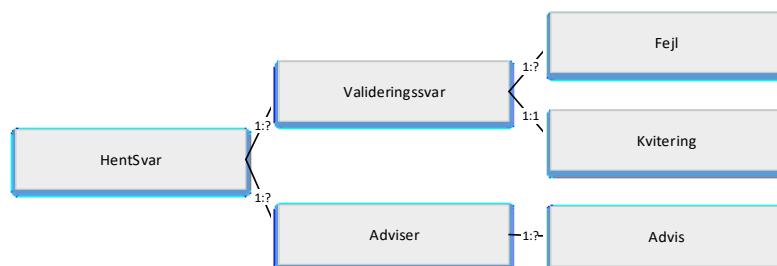 Fejl
1:?
Valideringssvar
1:1
1:?
Kvitering
HentSvar
1:?
Adviser
1:?
Advis